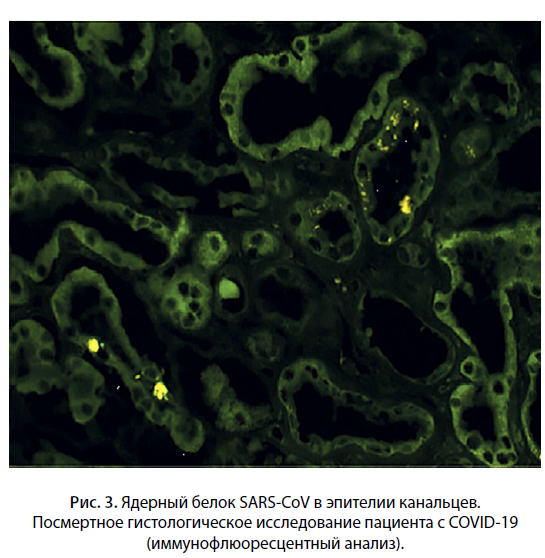 Рис. 3. Ядерный белок SARS-CoV в эпителии канальцев.
Посмертное гистологическое исследование пациента с COVID-19
(иммунофлюоресцентный анализ).